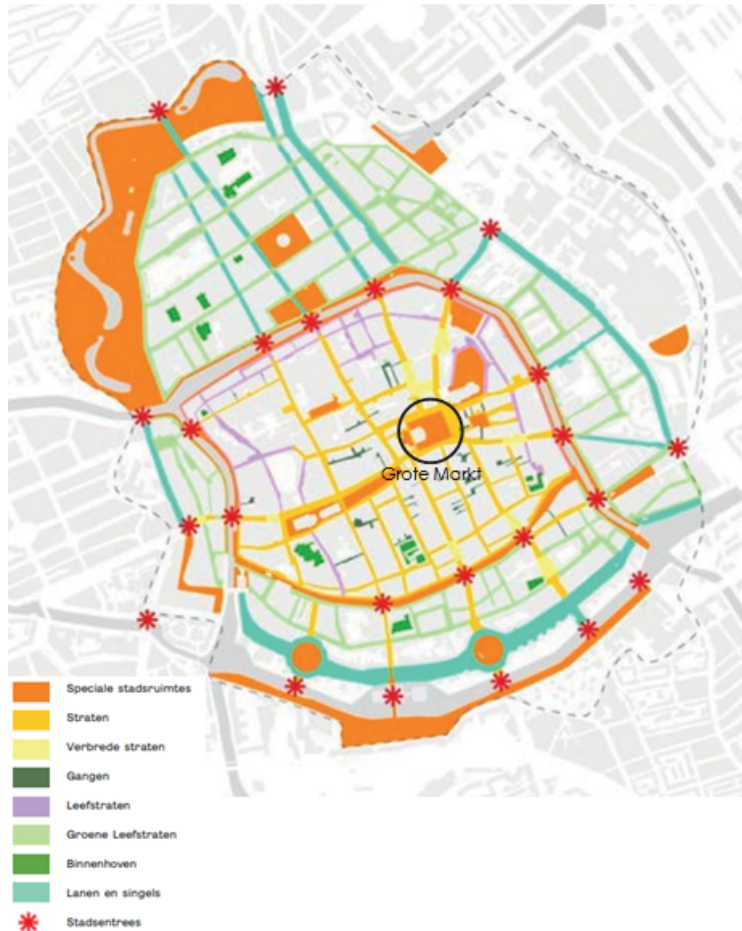 Grote Markt
Speciale stadsruimtes
Straten
Verbrede straten
Gangen
Leefstraten
Groene Leefstraten
Binnenhoven
Lanen en singels
Stadsentrees